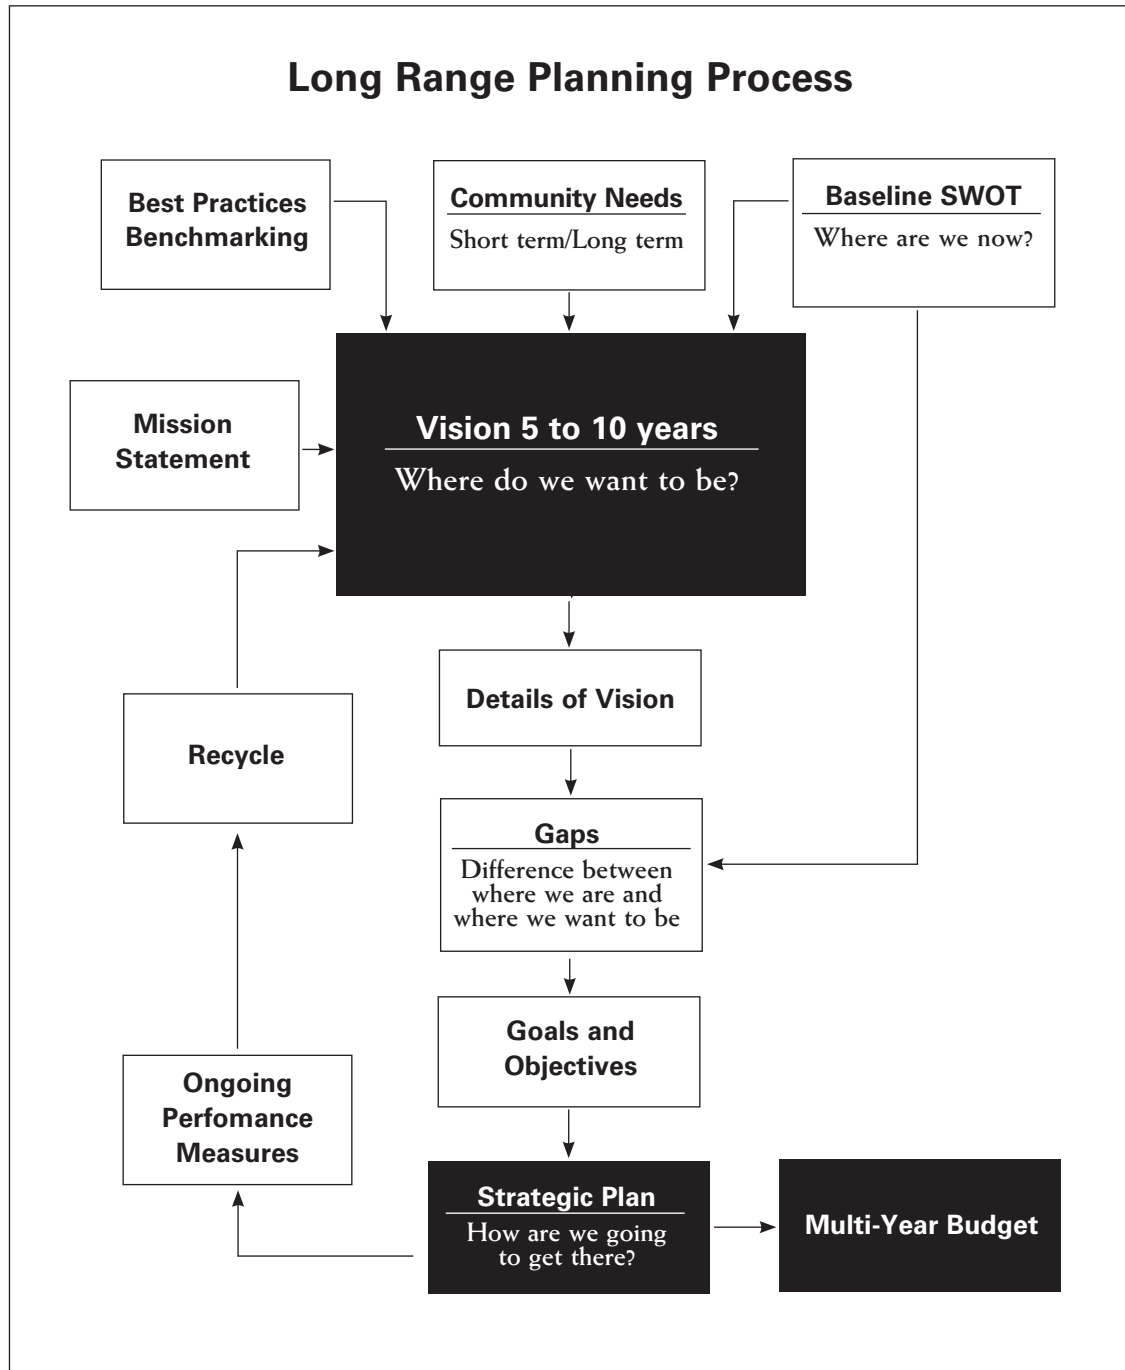 Long Range Planning Process
Best Practices
Benchmarking
Community Needs
Short term/Long term
Baseline SWOT
Where are we now?
Mission
Statement
Vision 5 to 10 years
Where do we want to be?
Details of Vision
Recycle
Gaps
Difference between
where we are and
where we want to be
Goals and
Objectives
Ongoing
Perfomance
Measures
Strategic Plan
How are we going
to get there?
Multi-Year Budget